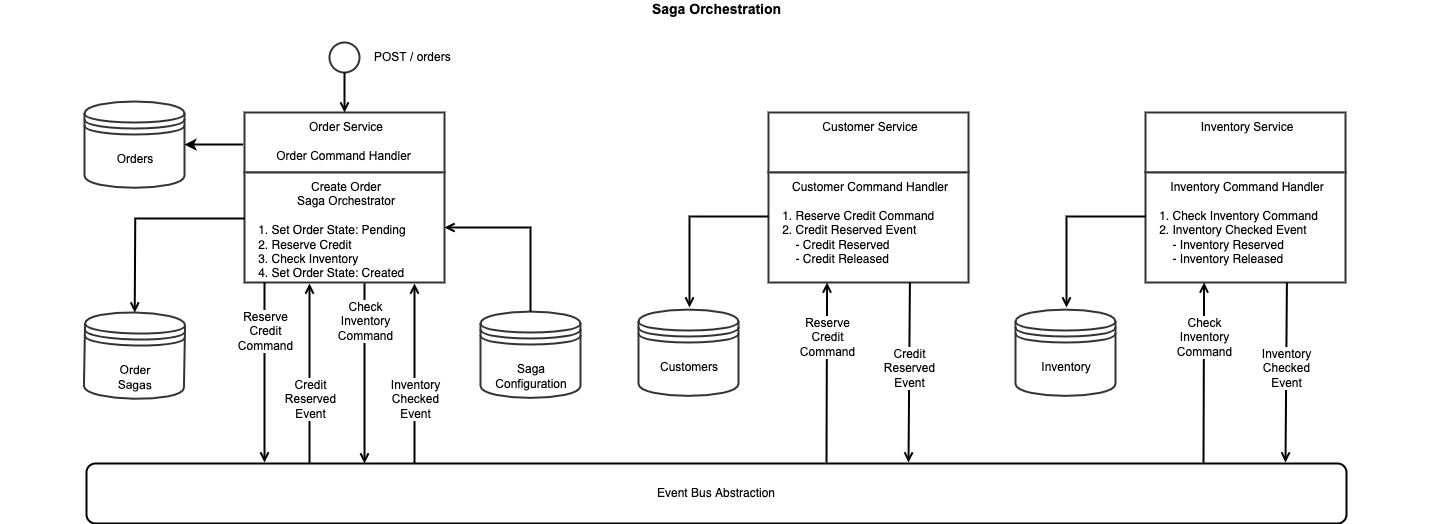 Saga Orchestration
POST / orders
Orders
Order Service
Order Command Handler
Create Order
Saga Orchestrator
1. Set Order State: Pending
2. Reserve Credit
3. Check Inventory
4. Set Order State: Created
Customer Service
Customer Command Handler
1. Reserve Credit Command
2. Credit Reserved Event
- Credit Reserved
- Credit Released
Inventory Service
Inventory Command Handler
1. Check Inventory Command
2. Inventory Checked Event
- Inventory Reserved
- Inventory Released
Order
Sagas
Reserve
Credit
Command
Credit
Reserved
Event
Check
Inventory
Command
Inventory
Checked
Event
Saga
Configuration
Customers
Reserve
Credit
Command
Credit
Reserved
Event
Inventory
Check
Inventory
Command
Inventory
Checked
Event
Event Bus Abstraction